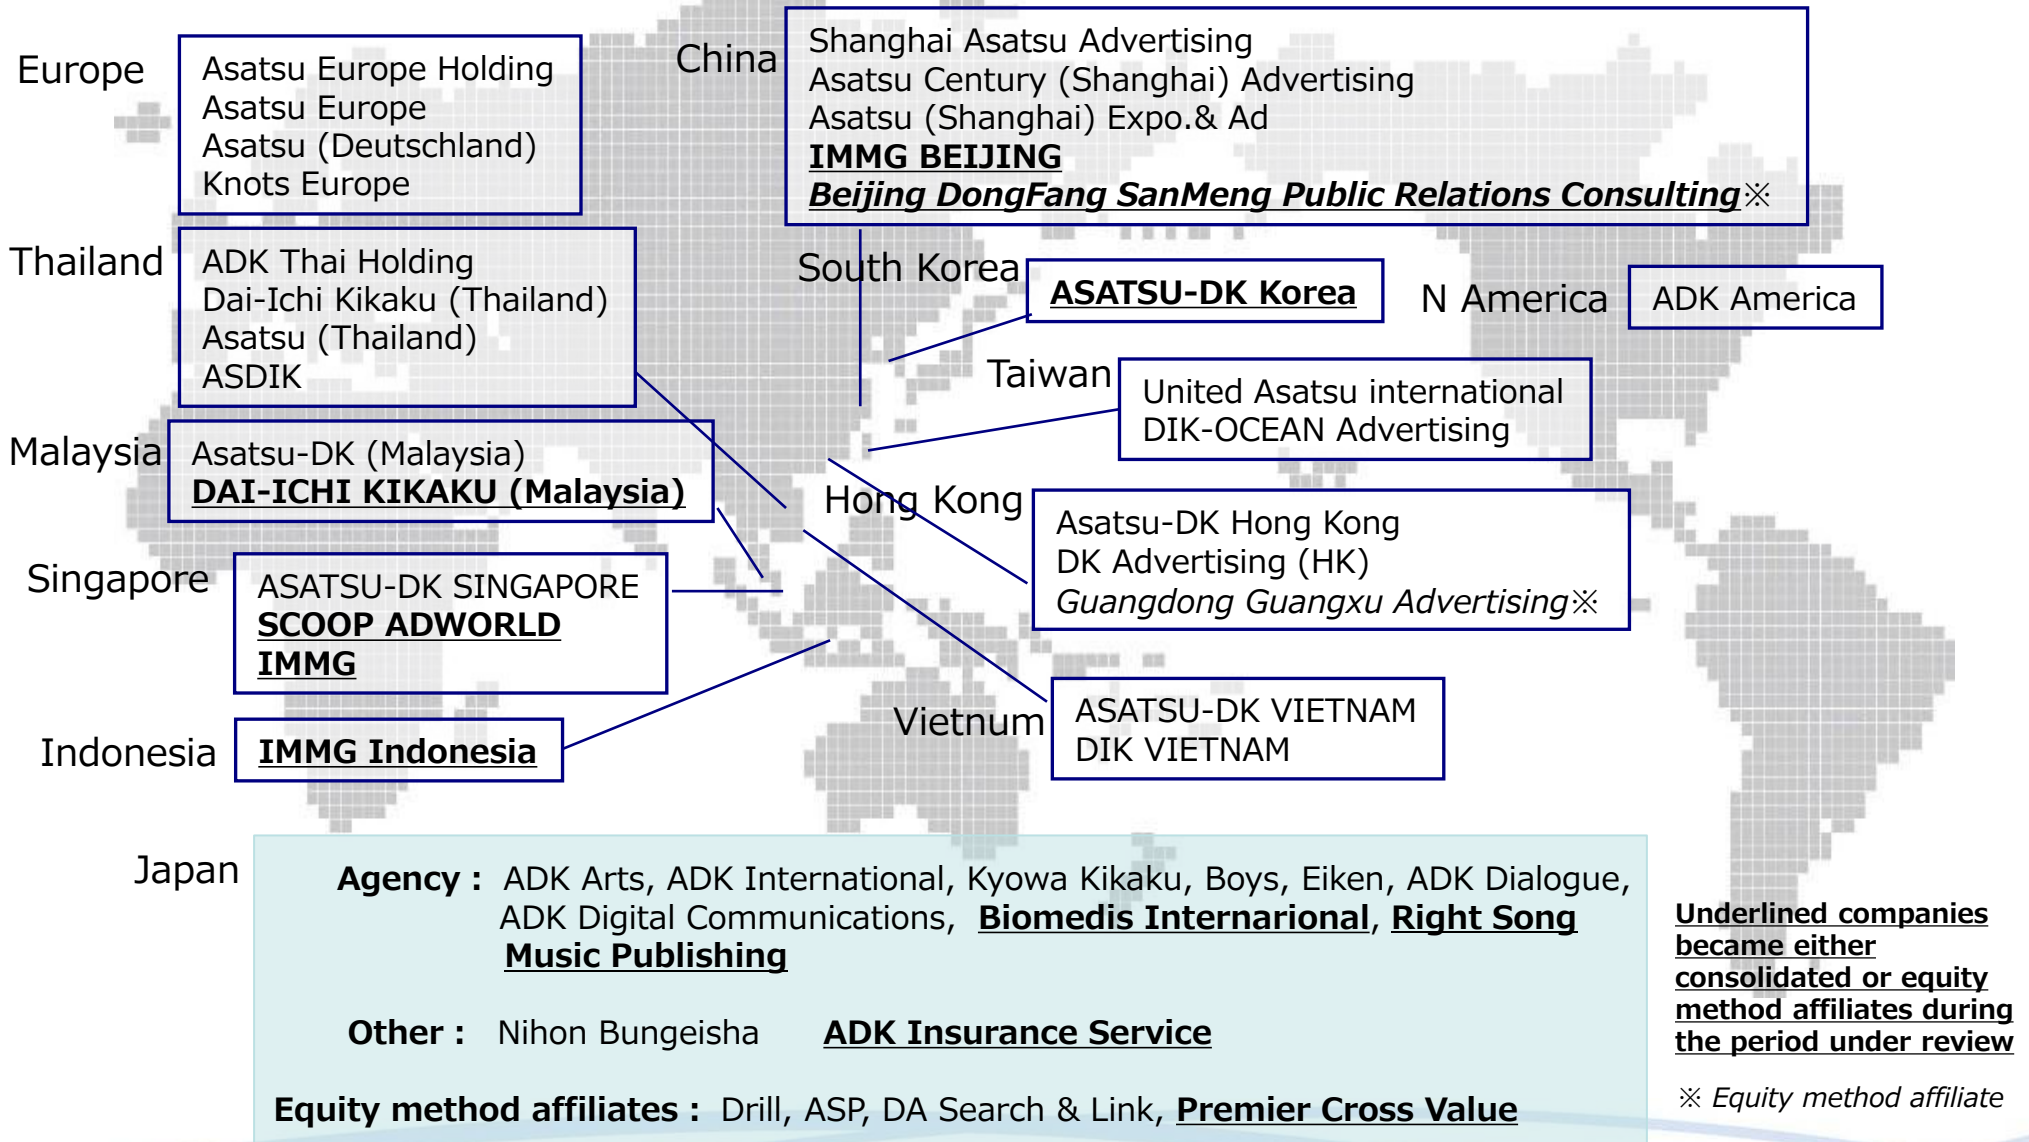 Europe
Asatsu Europe Holding
Asatsu Europe
Asatsu (Deutschland)
Knots Europe
China
Shanghai Asatsu Advertising
Asatsu Century (Shanghai) Advertising
Asatsu (Shanghai) Expo.& Ad
IMMG BEIJING
Beijing DongFang SanMeng Public Relations Consulting※
Thailand
ADK Thai Holding
Dai-Ichi Kikaku (Thailand)
Asatsu (Thailand)
ASDIK
South Korea
ASATSU-DK Korea
N America
ADK America
Taiwan
United Asatsu international
DIK-OCEAN Advertising
Malaysia
Asatsu-DK (Malaysia)
DAI-ICHI KIKAKU (Malaysia)
Hong Kong
Asatsu-DK Hong Kong
DK Advertising (HK)
Guangdong Guangxu Advertising※
Singapore
ASATSU-DK SINGAPORE
SCOOP ADWORLD
IMMG
Vietnum
ASATSU-DK VIETNAM
DIK VIETNAM
Indonesia
IMMG Indonesia
Japan
Agency : ADK Arts, ADK International, Kyowa Kikaku, Boys, Eiken, ADK Dialogue,
ADK Digital Communications, Biomedis Internarional, Right Song
Music Publishing
Other : Nihon Bungeisha ADK Insurance Service
Equity method affiliates : Drill, ASP, DA Search & Link, Premier Cross Value
Underlined companies
became either
consolidated or equity
method affiliates during
the period under review
※ Equity method affiliate